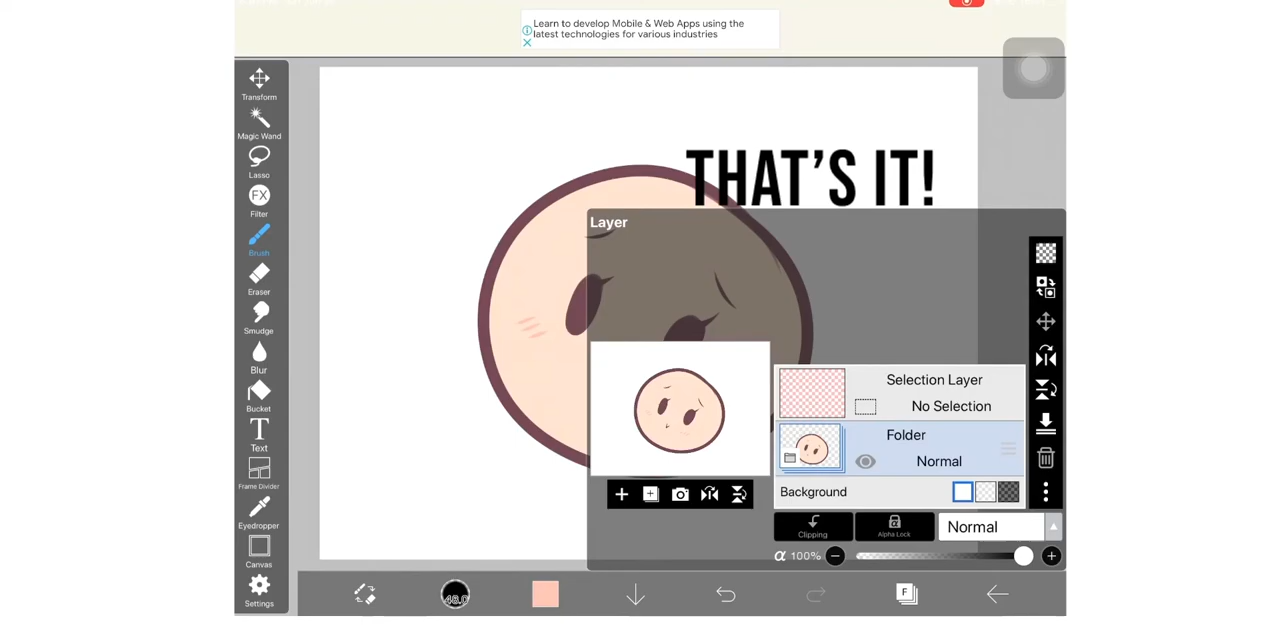 Learn to develop Mobile & Web Apps using the
latest technologies for various industries
Transform
Magic Wand
Lasso
FX
Filter
Brush
Eraser
Smudge
Blur
Bucket
T
Text
Frame Divider
Eyedropper
Canvas
Settings
THAT'S IT!
Layer
Selection Layer
No Selection
Folder
Normal
Background
Clipping
Alpha Lock
Normal
α 100%
48.0
F